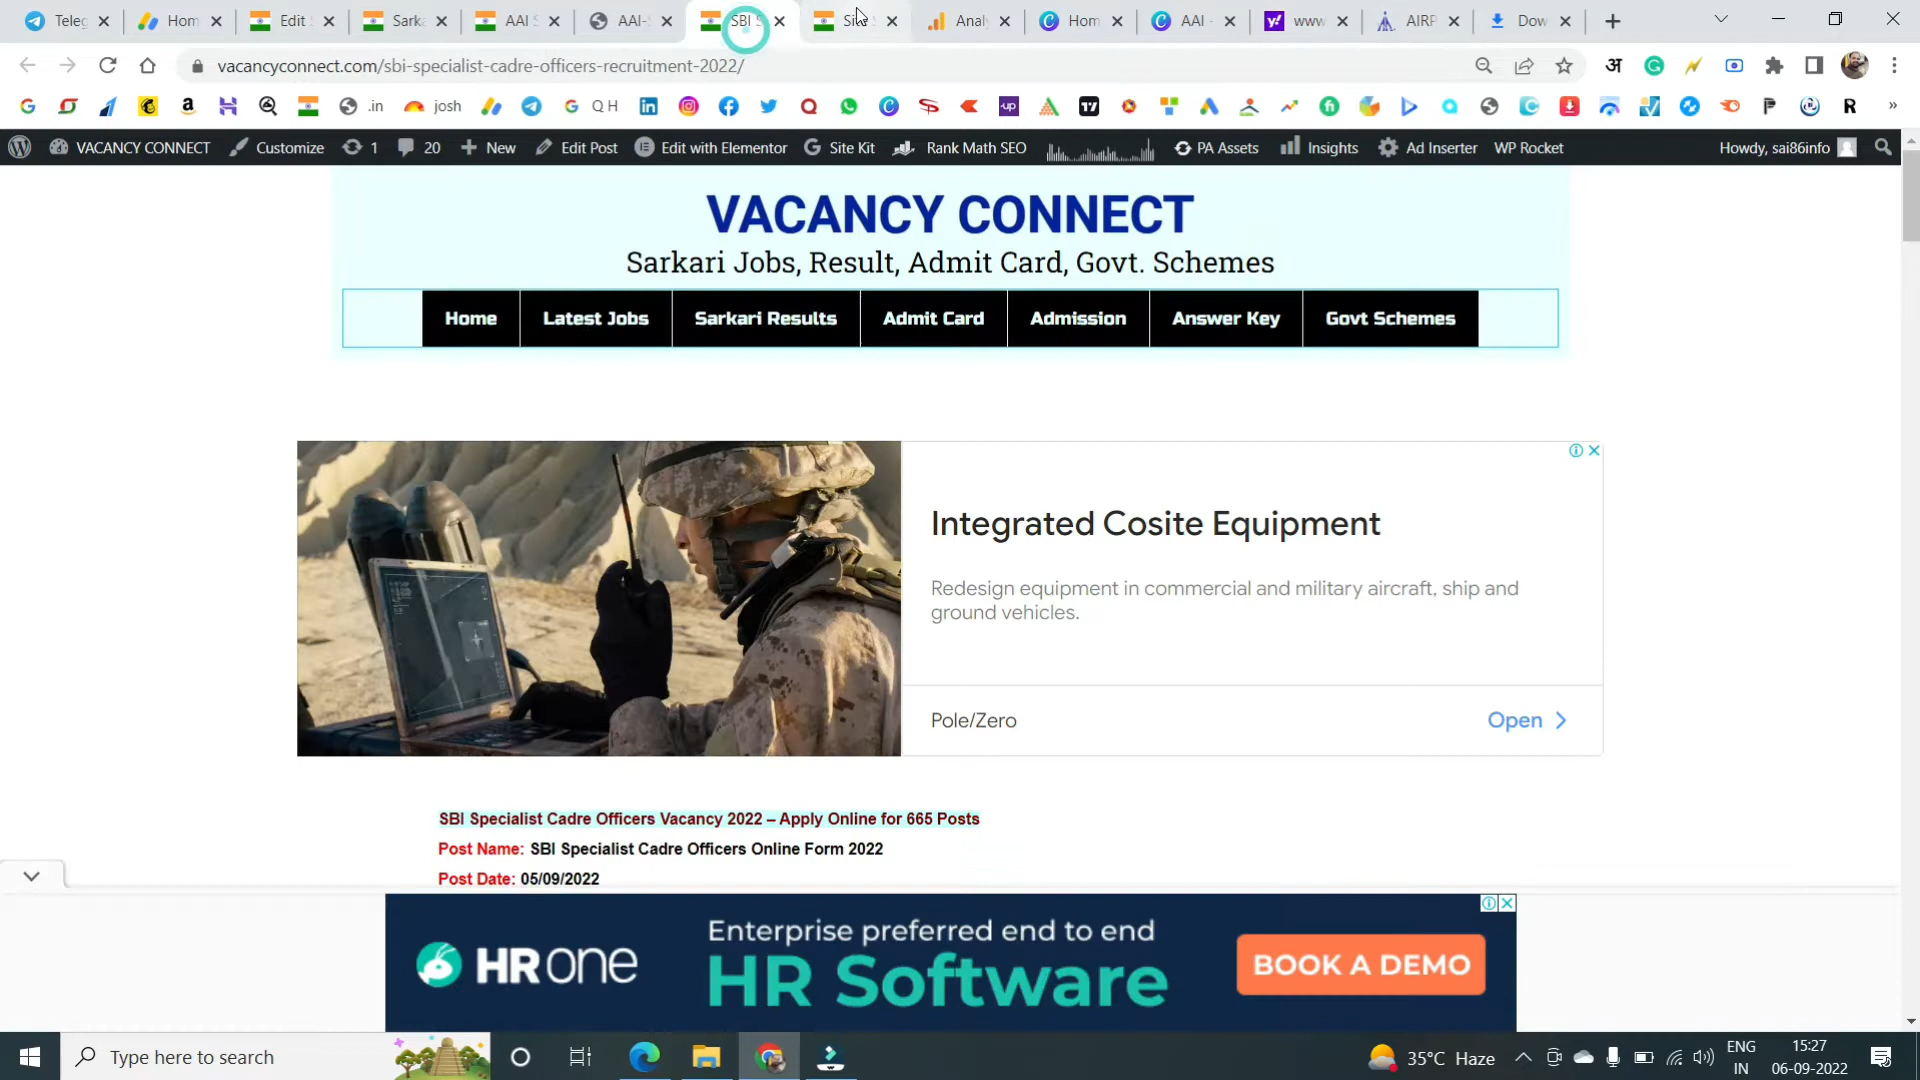 Teleg
Hom
Edit
Sarka
AAI S
AAI-
SBI S
Site
Analy
Hom
AAI -
www
AIRP
Dow
vacancyconnect.com/sbi-specialist-cadre-officers-recruitment-2022/
अ
.in
josh
Q H
VACANCY CONNECT
Customize
1
20
New
Edit Post
Edit with Elementor
Site Kit
Rank Math SEO
PA Assets
Insights
Ad Inserter
WP Rocket
Howdy, sai86info
VACANCY CONNECT
Sarkari Jobs, Result, Admit Card, Govt. Schemes
Home
Latest Jobs
Sarkari Results
Admit Card
Admission
Answer Key
Govt Schemes
Integrated Cosite Equipment
Redesign equipment in commercial and military aircraft, ship and
ground vehicles.
Pole/Zero
Open
SBI Specialist Cadre Officers Vacancy 2022 – Apply Online for 665 Posts
Post Name: SBI Specialist Cadre Officers Online Form 2022
Post Date: 05/09/2022
HRone
Enterprise preferred end to end
HR Software
BOOK A DEMO
Type here to search
35°C Haze
ENG
IN
15:27
06-09-2022